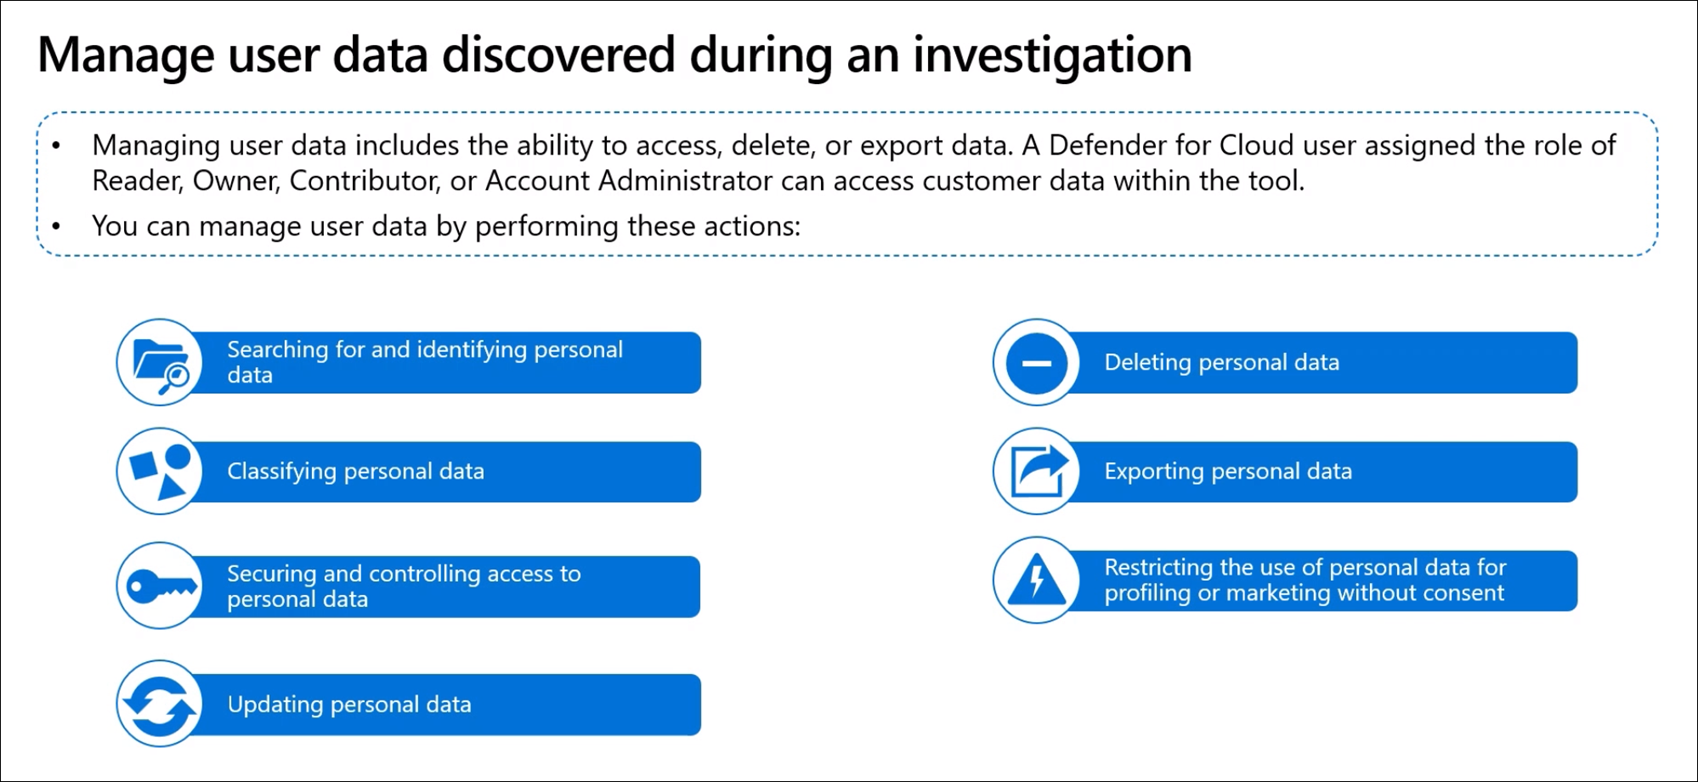 Manage user data discovered during an investigation
• Managing user data includes the ability to access, delete, or export data. A Defender for Cloud user assigned the role of
Reader, Owner, Contributor, or Account Administrator can access customer data within the tool.
• You can manage user data by performing these actions:
Searching for and identifying personal
data
Classifying personal data
Securing and controlling access to
personal data
Updating personal data
Deleting personal data
Exporting personal data
Restricting the use of personal data for
profiling or marketing without consent